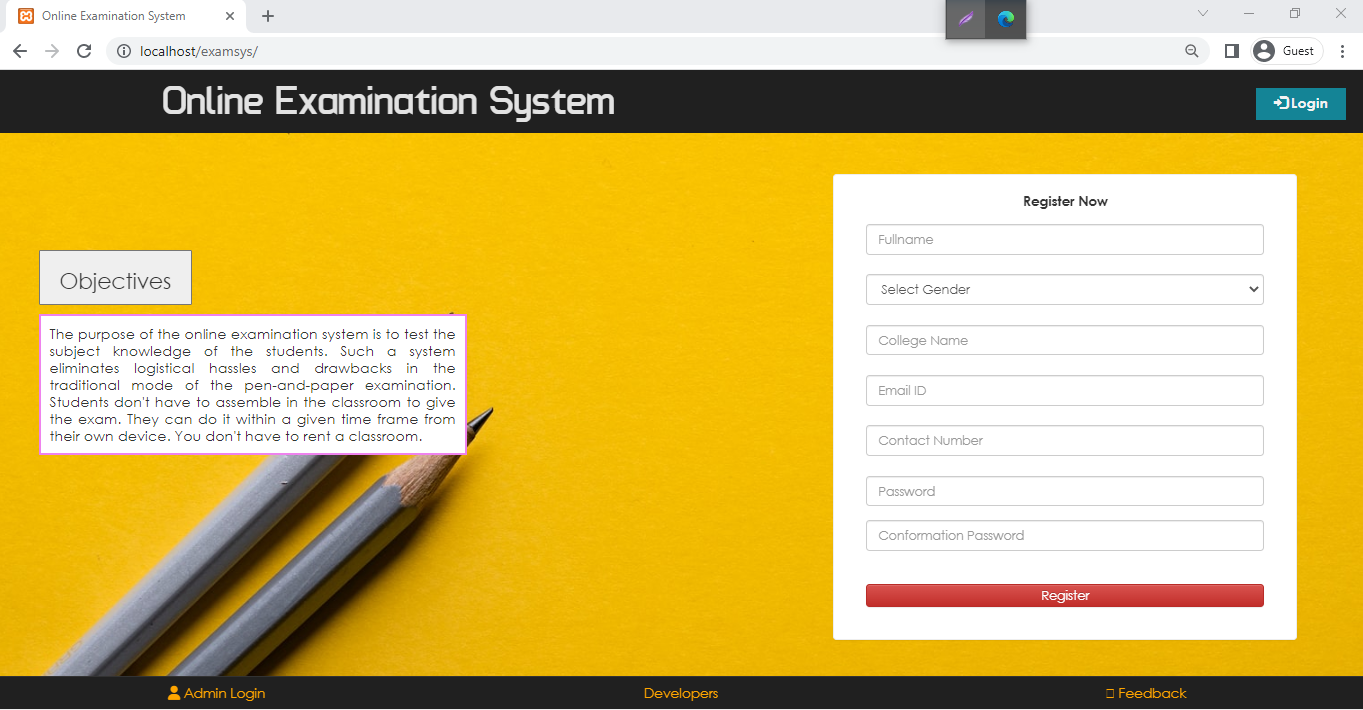 Online Examination System
localhost/examsys/
Guest
Online Examination System
Login
Register Now
Fullname
Objectives
Select Gender
The purpose of the online examination system is to test the
subject knowledge of the students. Such a system
eliminates logistical hassles and drawbacks in the
traditional mode of the pen-and-paper examination.
Students don't have to assemble in the classroom to give
the exam. They can do it within a given time frame from
their own device. You don't have to rent a classroom.
College Name
Email ID
Contact Number
Password
Conformation Password
Register
Admin Login
Developers
Feedback